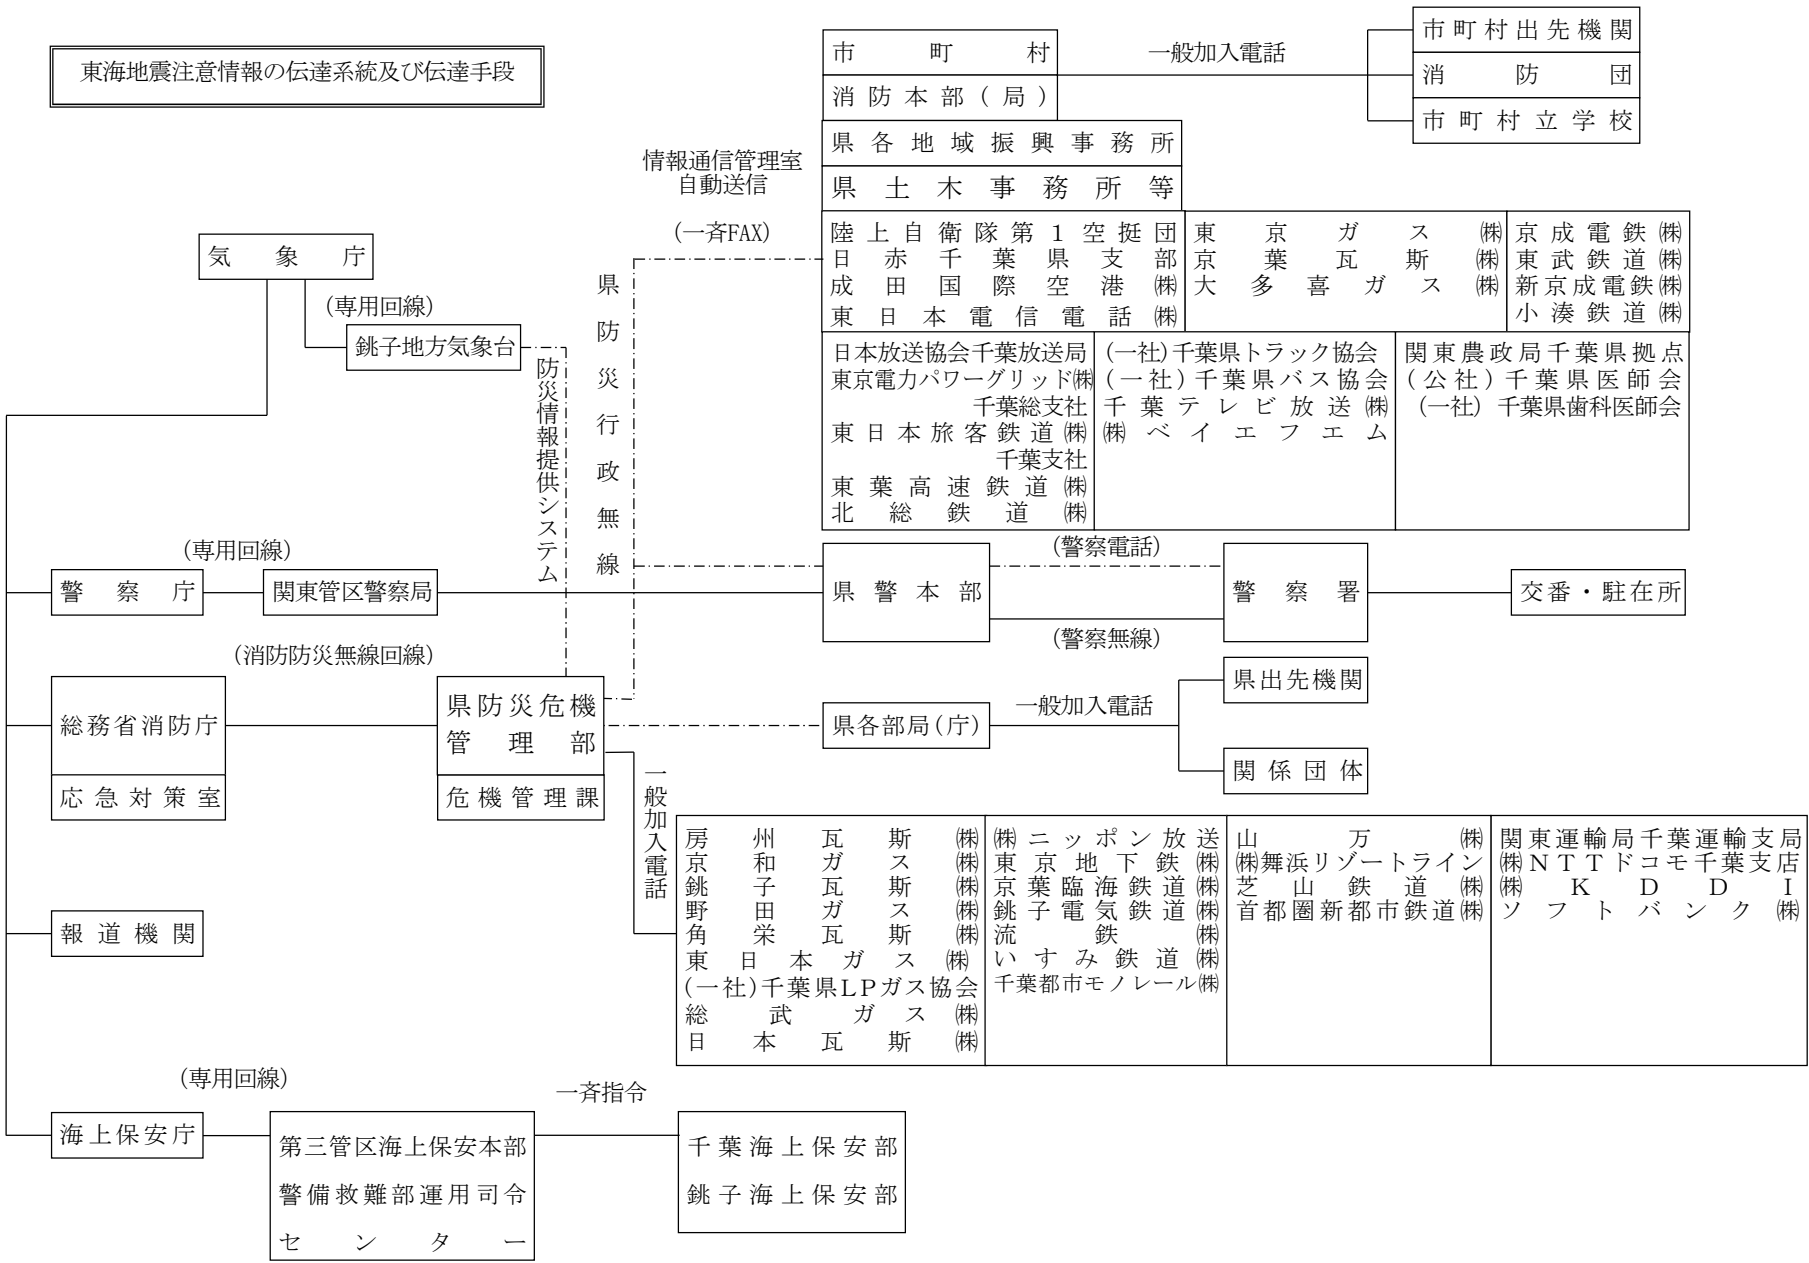 東海地震注意情報の伝達系統及び伝達手段
市町村
消防本部(局)
一般加入電話
市町村出先機関
消防団
市町村立学校
県各地域振興事務所
県土木事務所等
情報通信管理室
自動送信
(一斉FAX)
陸上自衛隊第1空挺団
日赤千葉県支部
成田国際空港㈱
東日本電信電話㈱
東京ガス㈱
京葉瓦斯㈱
大多喜ガス㈱
京成電鉄㈱
東武鉄道㈱
新京成電鉄㈱
小湊鉄道㈱
日本放送協会千葉放送局
東京電力パワーグリッド㈱
千葉総支社
東日本旅客鉄道㈱
千葉支社
東葉高速鉄道㈱
北総鉄道㈱
(一社)千葉県トラック協会
(一社)千葉県バス協会
千葉テレビ放送㈱
㈱ベイエフエム
関東農政局千葉県拠点
(公社)千葉県医師会
(一社)千葉県歯科医師会
気象庁
(専用回線)
銚子地方気象台
防災情報提供システム
県防災行政無線
(専用回線)
警察庁
関東管区警察局
県警本部
(警察電話)
(警察無線)
警察署
交番・駐在所
(消防防災無線回線)
総務省消防庁
応急対策室
県防災危機
管理部
危機管理課
県各部局(庁)
一般加入電話
県出先機関
関係団体
一般加入電話
房州瓦斯㈱
京和ガス㈱
銚子瓦斯㈱
野田ガス㈱
角栄瓦斯㈱
東日本ガス㈱
(一社)千葉県LPガス協会
総武ガス㈱
日本瓦斯㈱
㈱ニッポン放送
東京地下鉄㈱
京葉臨海鉄道㈱
銚子電気鉄道㈱
流鉄㈱
いすみ鉄道㈱
千葉都市モノレール㈱
山万㈱
㈱舞浜リゾートライン
芝山鉄道㈱
首都圏新都市鉄道㈱
関東運輸局千葉運輸支局
㈱NTTドコモ千葉支店
㈱KDDI
ソフトバンク㈱
報道機関
(専用回線)
海上保安庁
第三管区海上保安本部
警備救難部運用司令
センター
一斉指令
千葉海上保安部
銚子海上保安部